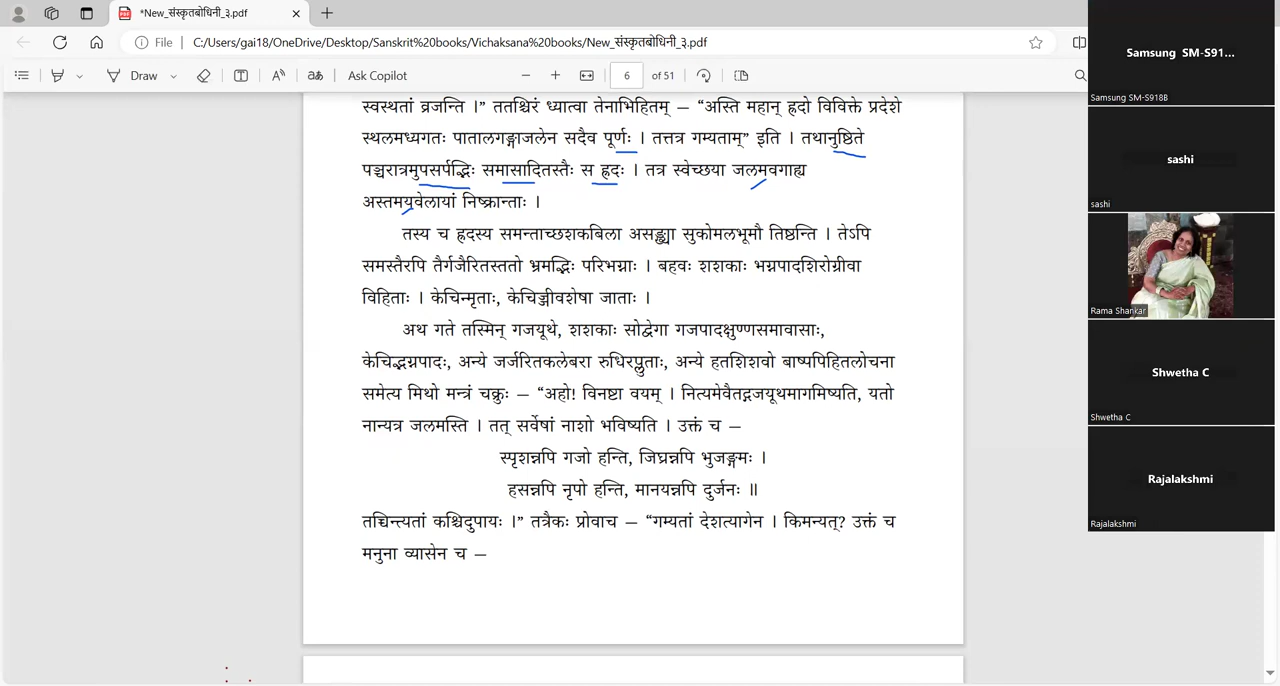 *New_संस्कृतबोधिनी_३.pdf
File
C:/Users/gai18/OneDrive/Desktop/Sanskrit%20books/Vichaksana%20books/New_संस्कृतबोधिनी_३.pdf
Draw
Ask Copilot
6 of 51
स्वस्थतां व्रजन्ति ।” ततश्चिरं ध्यात्वा तेनाभिहितम् — “अस्ति महान् ह्रदो विविक्ते प्रदेशे
स्थलमध्यगतः पातालगङ्गाजलेन सदैव पूर्णः । तत्तत्र गम्यताम्” इति । तथानुष्ठिते
पञ्चरात्रमुपसर्पद्भिः समासादितस्तैः स ह्रदः । तत्र स्वेच्छया जलमवगाह्य
अस्तमयवेलायां निष्क्रान्ताः ।
तस्य च ह्रदस्य समन्ताच्छशकबिला असङ्ख्या सुकोमलभूमौ तिष्ठन्ति । तेऽपि
समस्तैरपि तैर्गजैरितस्ततो भ्रमद्भिः परिभग्नाः । बहवः शशकाः भग्नपादशिरोग्रीवा
विहिताः । केचिन्मृताः, केचिज्जीवशेषा जाताः ।
अथ गते तस्मिन् गजयूथे, शशकाः सोद्वेगा गजपादक्षुण्णसमावासाः,
केचिद्भग्नपादः, अन्ये जर्जरितकलेबरा रुधिरप्लुताः, अन्ये हतशिशवो बाष्पपिहितलोचना
समेत्य मिथो मन्त्रं चक्रुः — “अहो! विनष्टा वयम् । नित्यमेवैतद्गजयूथमागमिष्यति, यतो
नान्यत्र जलमस्ति । तत् सर्वेषां नाशो भविष्यति । उक्तं च —
स्पृशन्नपि गजो हन्ति, जिघ्रन्नपि भुजङ्गमः ।
हसन्नपि नृपो हन्ति, मानयन्नपि दुर्जनः ॥
तच्चिन्त्यतां कश्चिदुपायः ।” तत्रैकः प्रोवाच — “गम्यतां देशत्यागेन । किमन्यत्? उक्तं च
मनुना व्यासेन च —
Samsung SM-S91...
Samsung SM-S918B
sashi
sashi
Rama Shankar
Shwetha C
Shwetha C
Rajalakshmi
Rajalakshmi